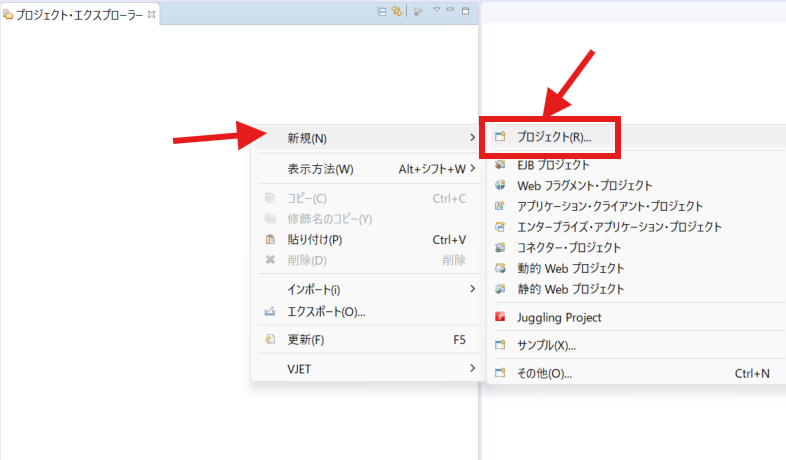 プロジェクト・エクスプローラー
新規(N)
表示方法(W) Alt+シフト+W
コピー(C) Ctrl+C
修飾名のコピー(Y)
貼り付け(P) Ctrl+V
削除(D) 削除
インポート(i)
エクスポート(O)...
更新(F) F5
VJET
プロジェクト(R)...
EJB プロジェクト
Web フラグメント・プロジェクト
アプリケーション・クライアント・プロジェクト
エンタープライズ・アプリケーション・プロジェクト
コネクター・プロジェクト
動的 Web プロジェクト
静的 Web プロジェクト
Juggling Project
サンプル(X)...
その他(O)... Ctrl+N